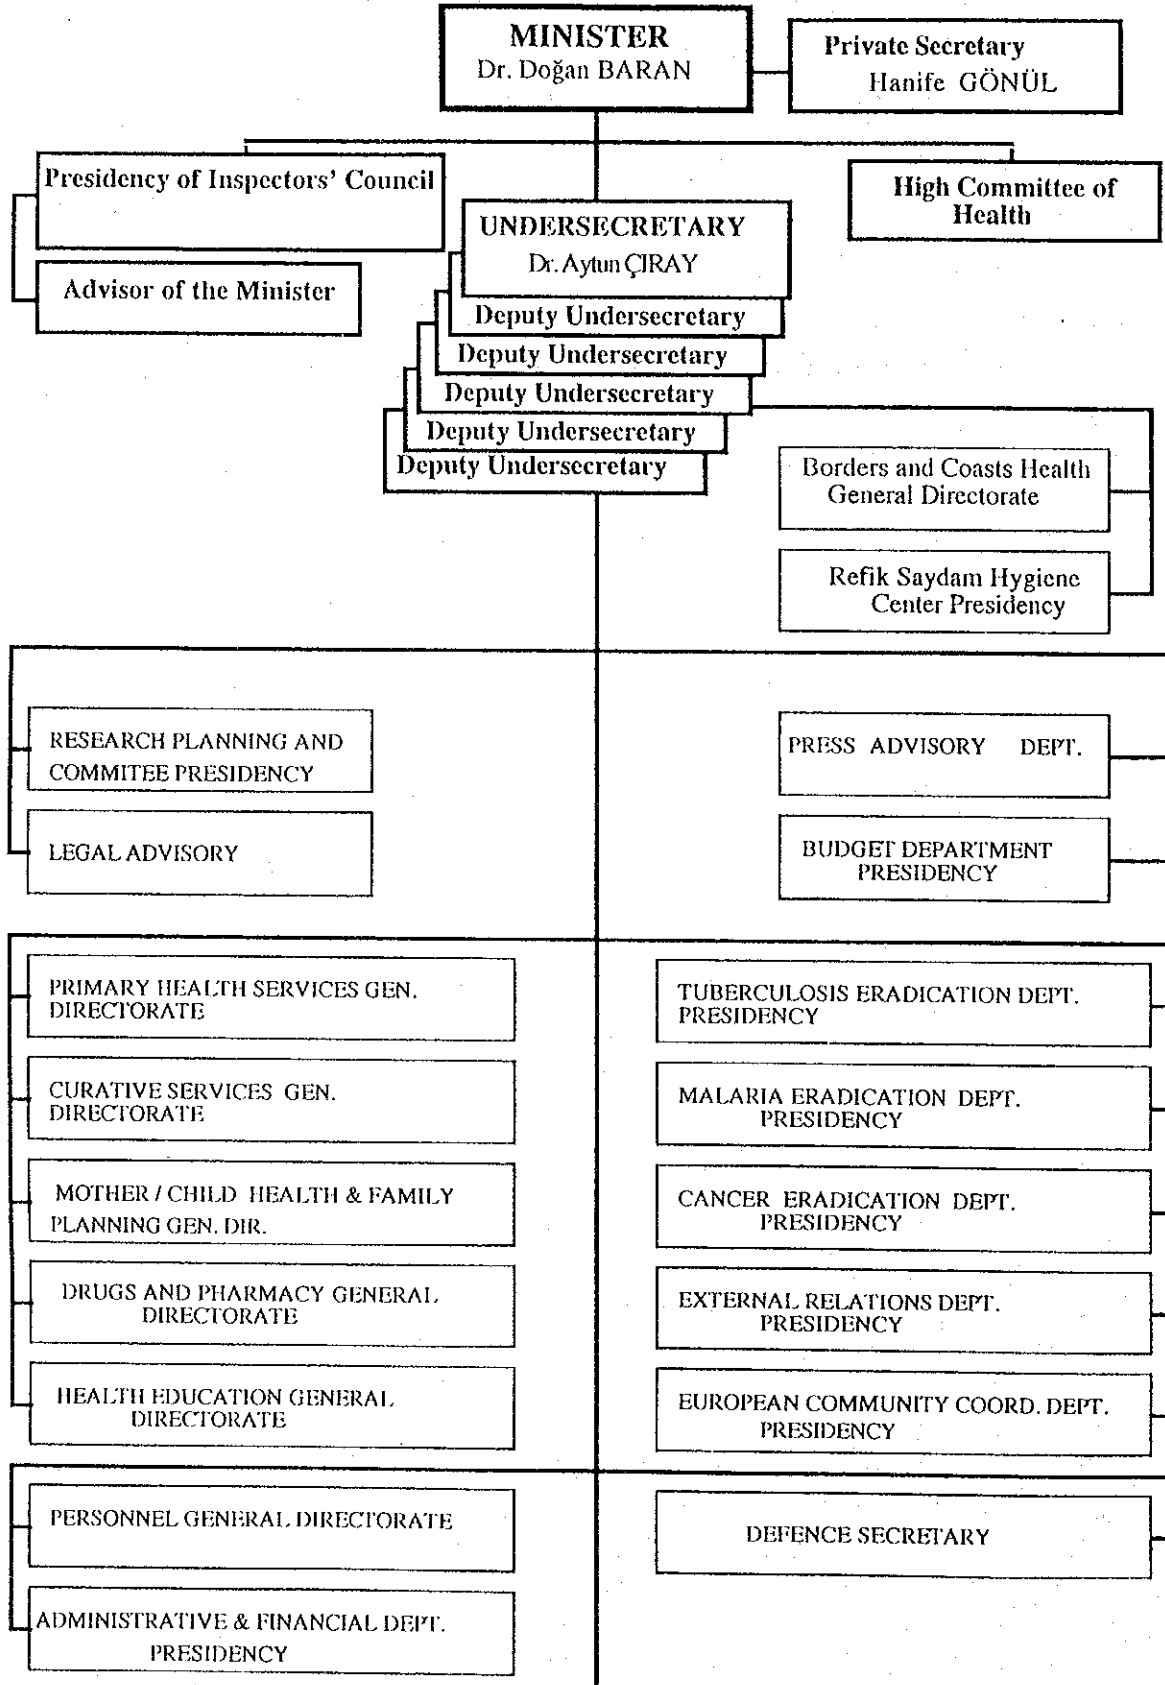 MINISTER
Dr. Doğan BARAN
Private Secretary
Hanife GÖNÜL
Presidency of Inspectors' Council
Advisor of the Minister
High Committee of
Health
UNDERSECRETARY
Dr. Aytun ÇIRAY
Deputy Undersecretary
Deputy Undersecretary
Deputy Undersecretary
Deputy Undersecretary
Deputy Undersecretary
Borders and Coasts Health
General Directorate
Refik Saydam Hygiene
Center Presidency
RESEARCH PLANNING AND
COMMITEE PRESIDENCY
LEGAL ADVISORY
PRESS ADVISORY DEPT.
BUDGET DEPARTMENT
PRESIDENCY
PRIMARY HEALTH SERVICES GEN.
DIRECTORATE
CURATIVE SERVICES GEN.
DIRECTORATE
MOTHER / CHILD HEALTH & FAMILY
PLANNING GEN. DIR.
DRUGS AND PHARMACY GENERAL
DIRECTORATE
HEALTH EDUCATION GENERAL
DIRECTORATE
TUBERCULOSIS ERADICATION DEPT.
PRESIDENCY
MALARIA ERADICATION DEPT.
PRESIDENCY
CANCER ERADICATION DEPT.
PRESIDENCY
EXTERNAL RELATIONS DEPT.
PRESIDENCY
EUROPEAN COMMUNITY COORD. DEPT.
PRESIDENCY
PERSONNEL GENERAL DIRECTORATE
ADMINISTRATIVE & FINANCIAL DEPT.
PRESIDENCY
DEFENCE SECRETARY